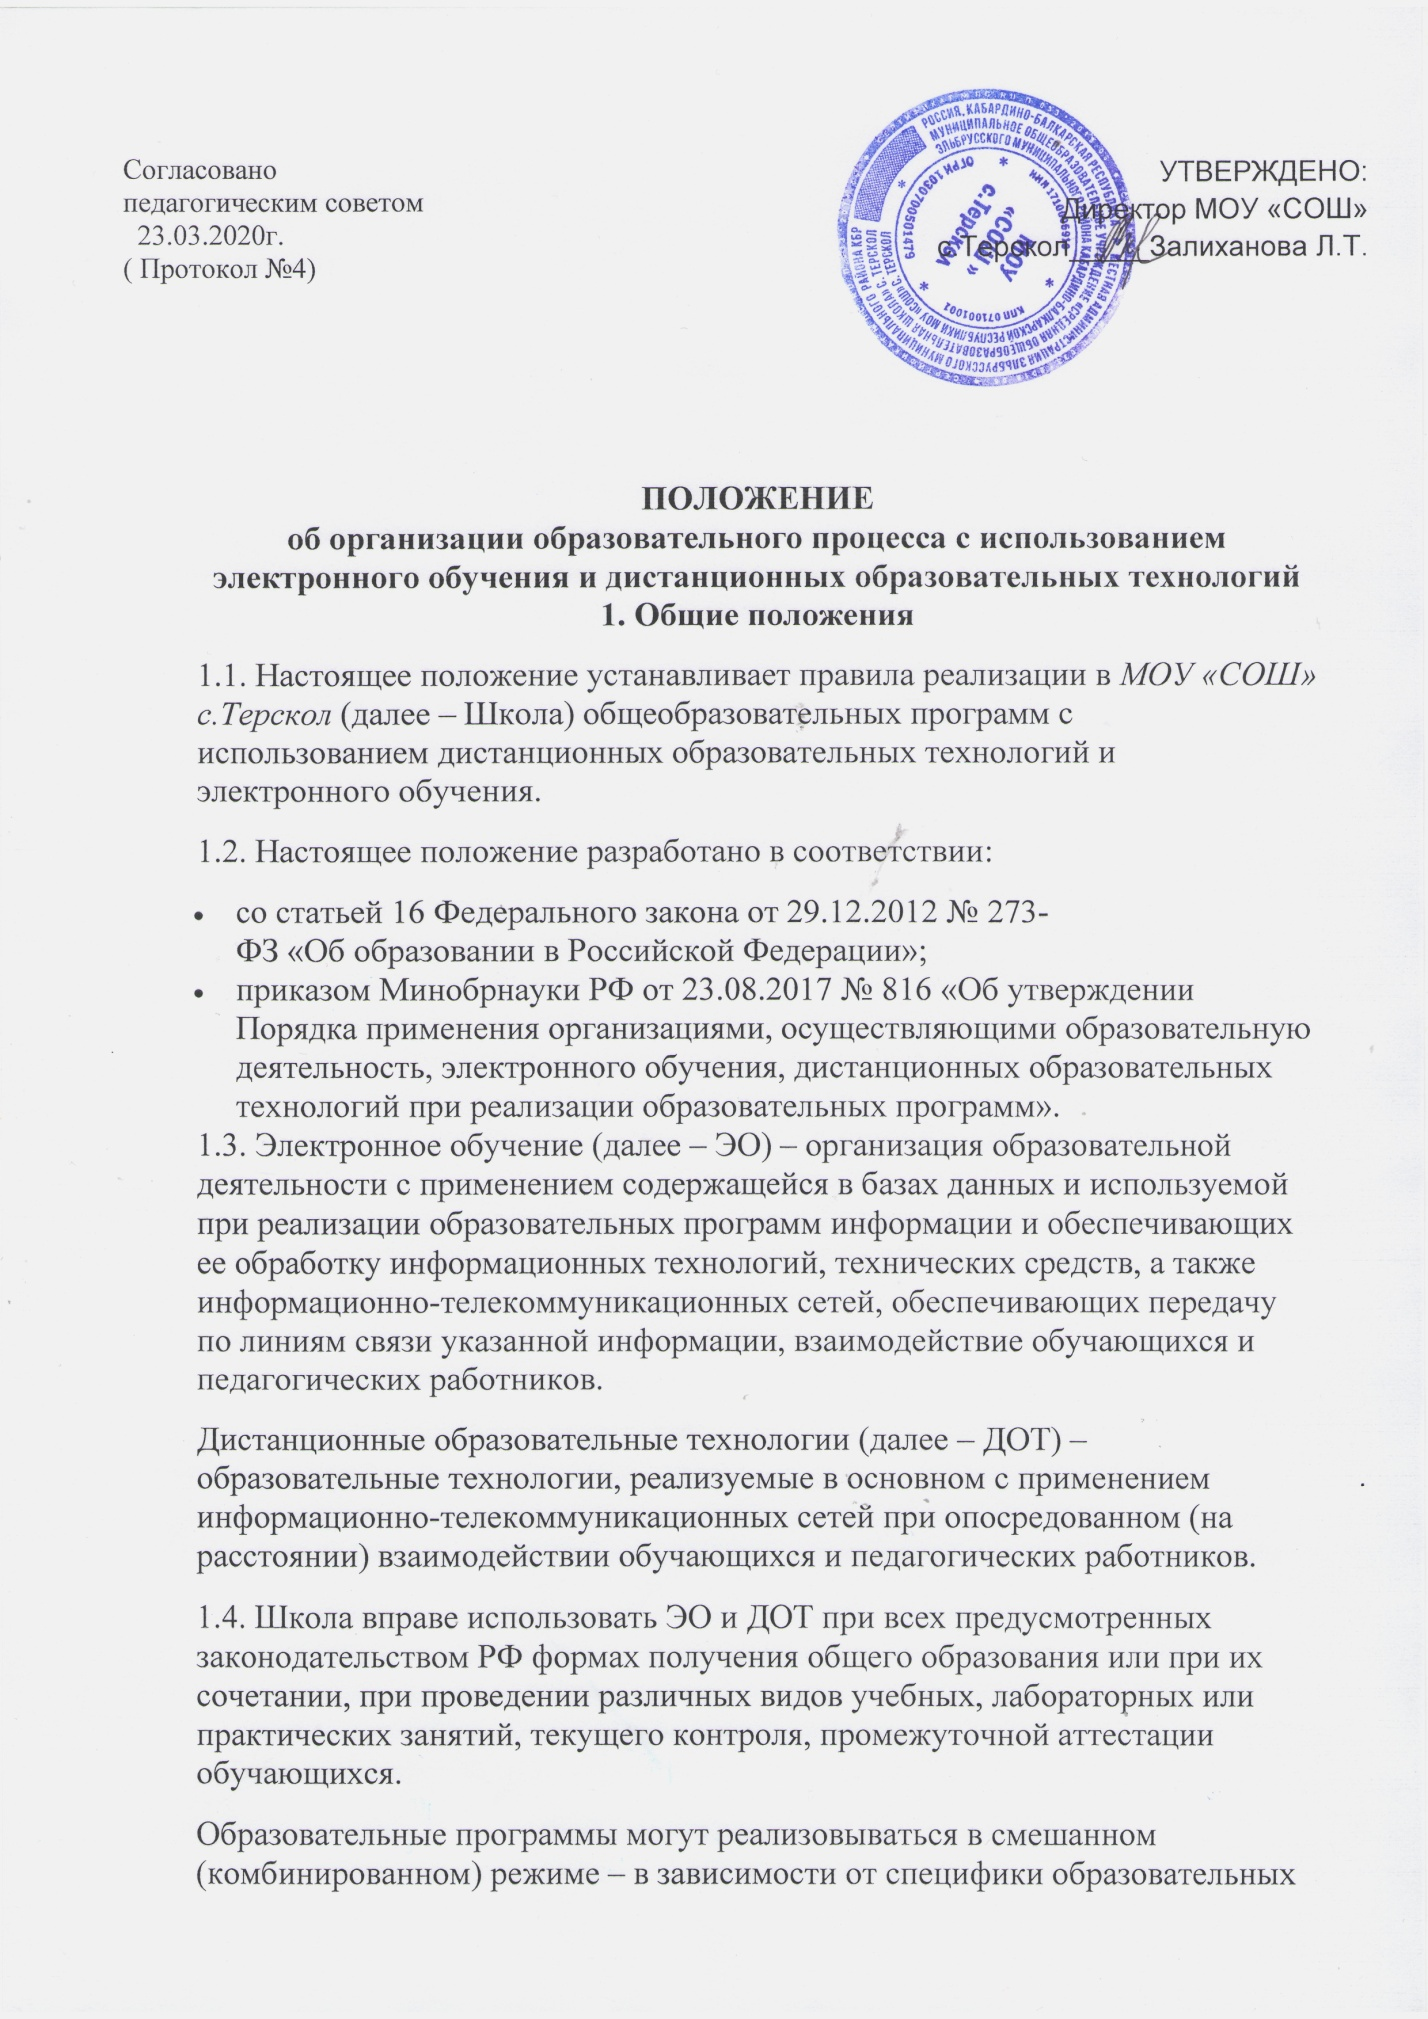 Согласовано
педагогическим советом
23.03.2020г.
( Протокол №4)
УТВЕРЖДЕНО:
Директор МОУ «СОШ»
с.Терскол_____Залиханова Л.Т.
МОУ
«СОШ»
с.Терскол
ОГРН 1030700501479
КПП 071001001
ПОЛОЖЕНИЕ
об организации образовательного процесса с использованием
электронного обучения и дистанционных образовательных технологий
1. Общие положения
1.1. Настоящее положение устанавливает правила реализации в МОУ «СОШ»
с.Терскол (далее – Школа) общеобразовательных программ с
использованием дистанционных образовательных технологий и
электронного обучения.
1.2. Настоящее положение разработано в соответствии:
• со статьей 16 Федерального закона от 29.12.2012 № 273-
ФЗ «Об образовании в Российской Федерации»;
• приказом Минобрнауки РФ от 23.08.2017 № 816 «Об утверждении
Порядка применения организациями, осуществляющими образовательную
деятельность, электронного обучения, дистанционных образовательных
технологий при реализации образовательных программ».
1.3. Электронное обучение (далее – ЭО) – организация образовательной
деятельности с применением содержащейся в базах данных и используемой
при реализации образовательных программ информации и обеспечивающих
ее обработку информационных технологий, технических средств, а также
информационно-телекоммуникационных сетей, обеспечивающих передачу
по линиям связи указанной информации, взаимодействие обучающихся и
педагогических работников.
Дистанционные образовательные технологии (далее – ДОТ) –
образовательные технологии, реализуемые в основном с применением
информационно-телекоммуникационных сетей при опосредованном (на
расстоянии) взаимодействии обучающихся и педагогических работников.
1.4. Школа вправе использовать ЭО и ДОТ при всех предусмотренных
законодательством РФ формах получения общего образования или при их
сочетании, при проведении различных видов учебных, лабораторных или
практических занятий, текущего контроля, промежуточной аттестации
обучающихся.
Образовательные программы могут реализовываться в смешанном
(комбинированном) режиме – в зависимости от специфики образовательных